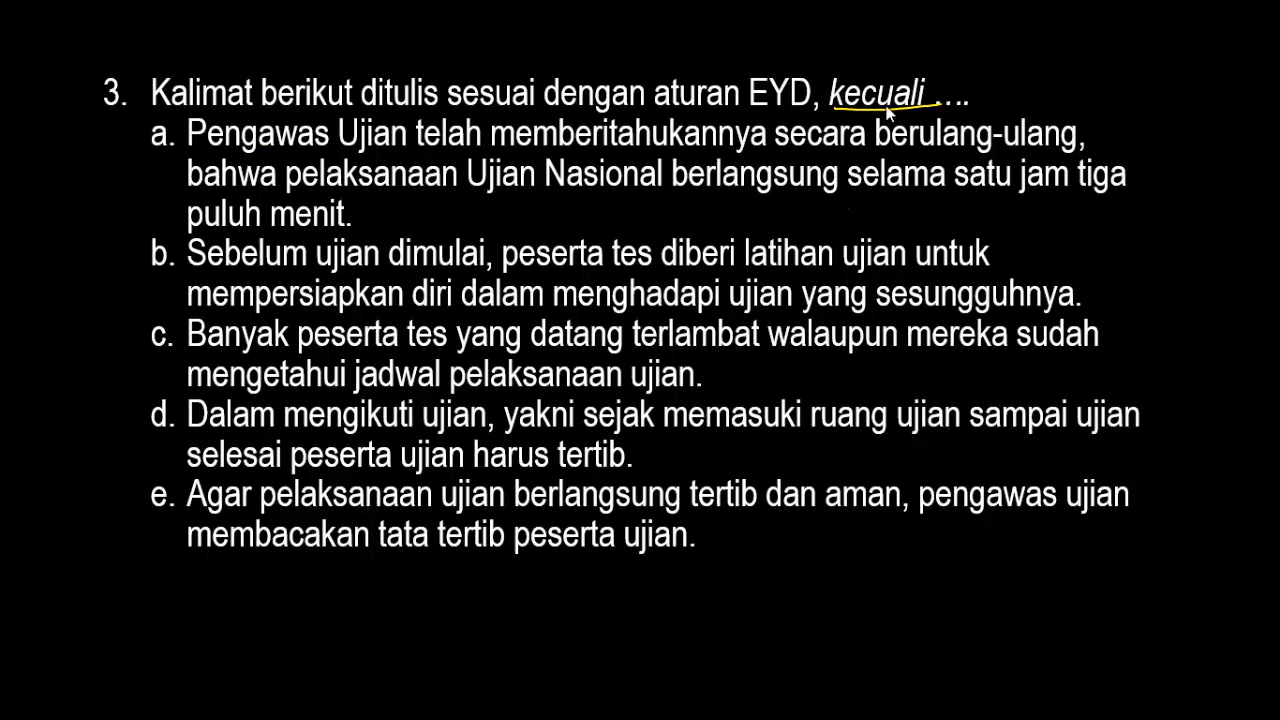 3. Kalimat berikut ditulis sesuai dengan aturan EYD, kecuali ….
a. Pengawas Ujian telah memberitahukannya secara berulang-ulang,
bahwa pelaksanaan Ujian Nasional berlangsung selama satu jam tiga
puluh menit.
b. Sebelum ujian dimulai, peserta tes diberi latihan ujian untuk
mempersiapkan diri dalam menghadapi ujian yang sesungguhnya.
c. Banyak peserta tes yang datang terlambat walaupun mereka sudah
mengetahui jadwal pelaksanaan ujian.
d. Dalam mengikuti ujian, yakni sejak memasuki ruang ujian sampai ujian
selesai peserta ujian harus tertib.
e. Agar pelaksanaan ujian berlangsung tertib dan aman, pengawas ujian
membacakan tata tertib peserta ujian.